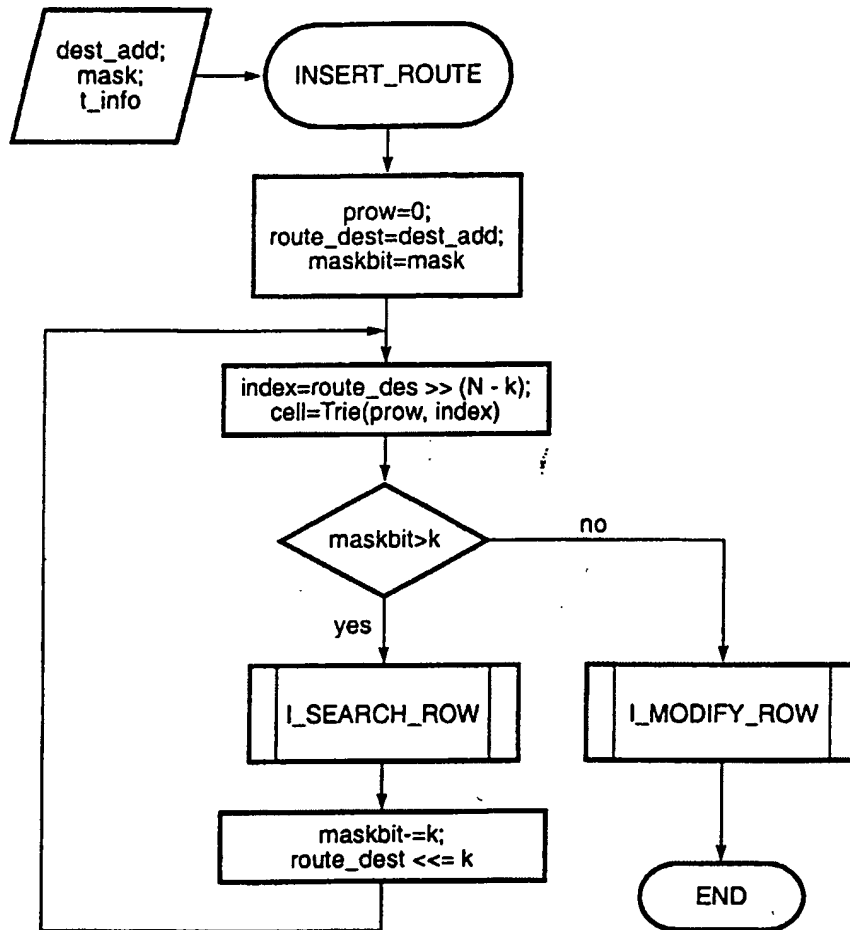 dest_add;
mask;
t_info
INSERT_ROUTE
prow=0;
route_dest=dest_add;
maskbit=mask
index=route_des >> (N - k);
cell=Trie(prow, index)
maskbit>k
no
yes
I_SEARCH_ROW
I_MODIFY_ROW
maskbit-=k;
route_dest <<= k
END